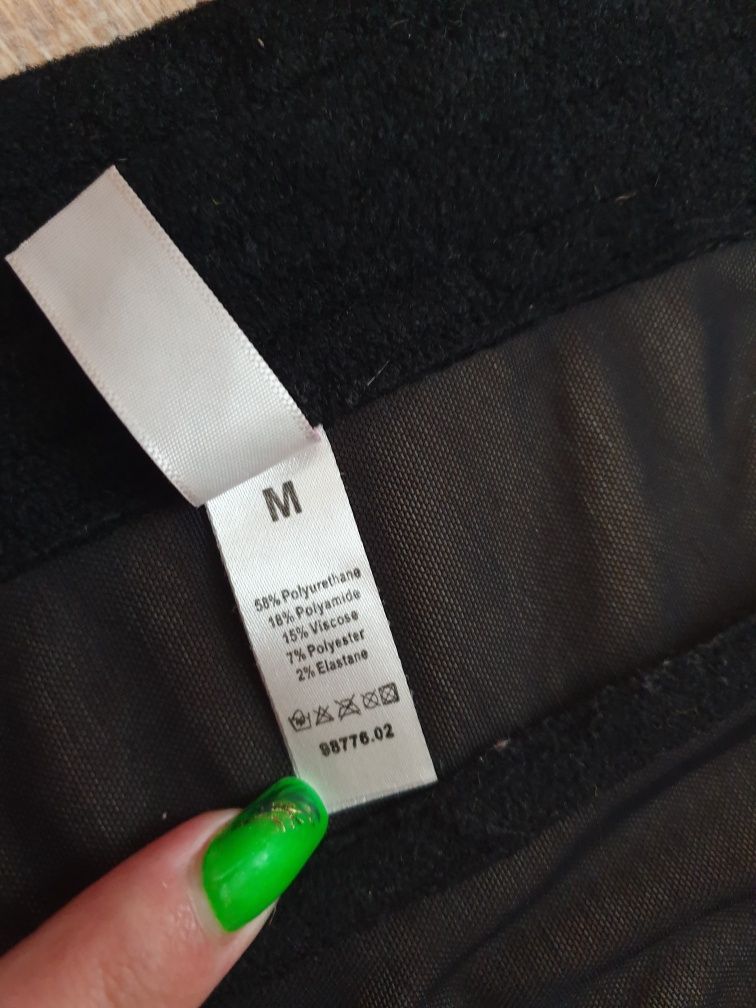 M
58% Polyurethane
18% Polyamide
15% Viscose
7% Polyester
2% Elastane
98776.02